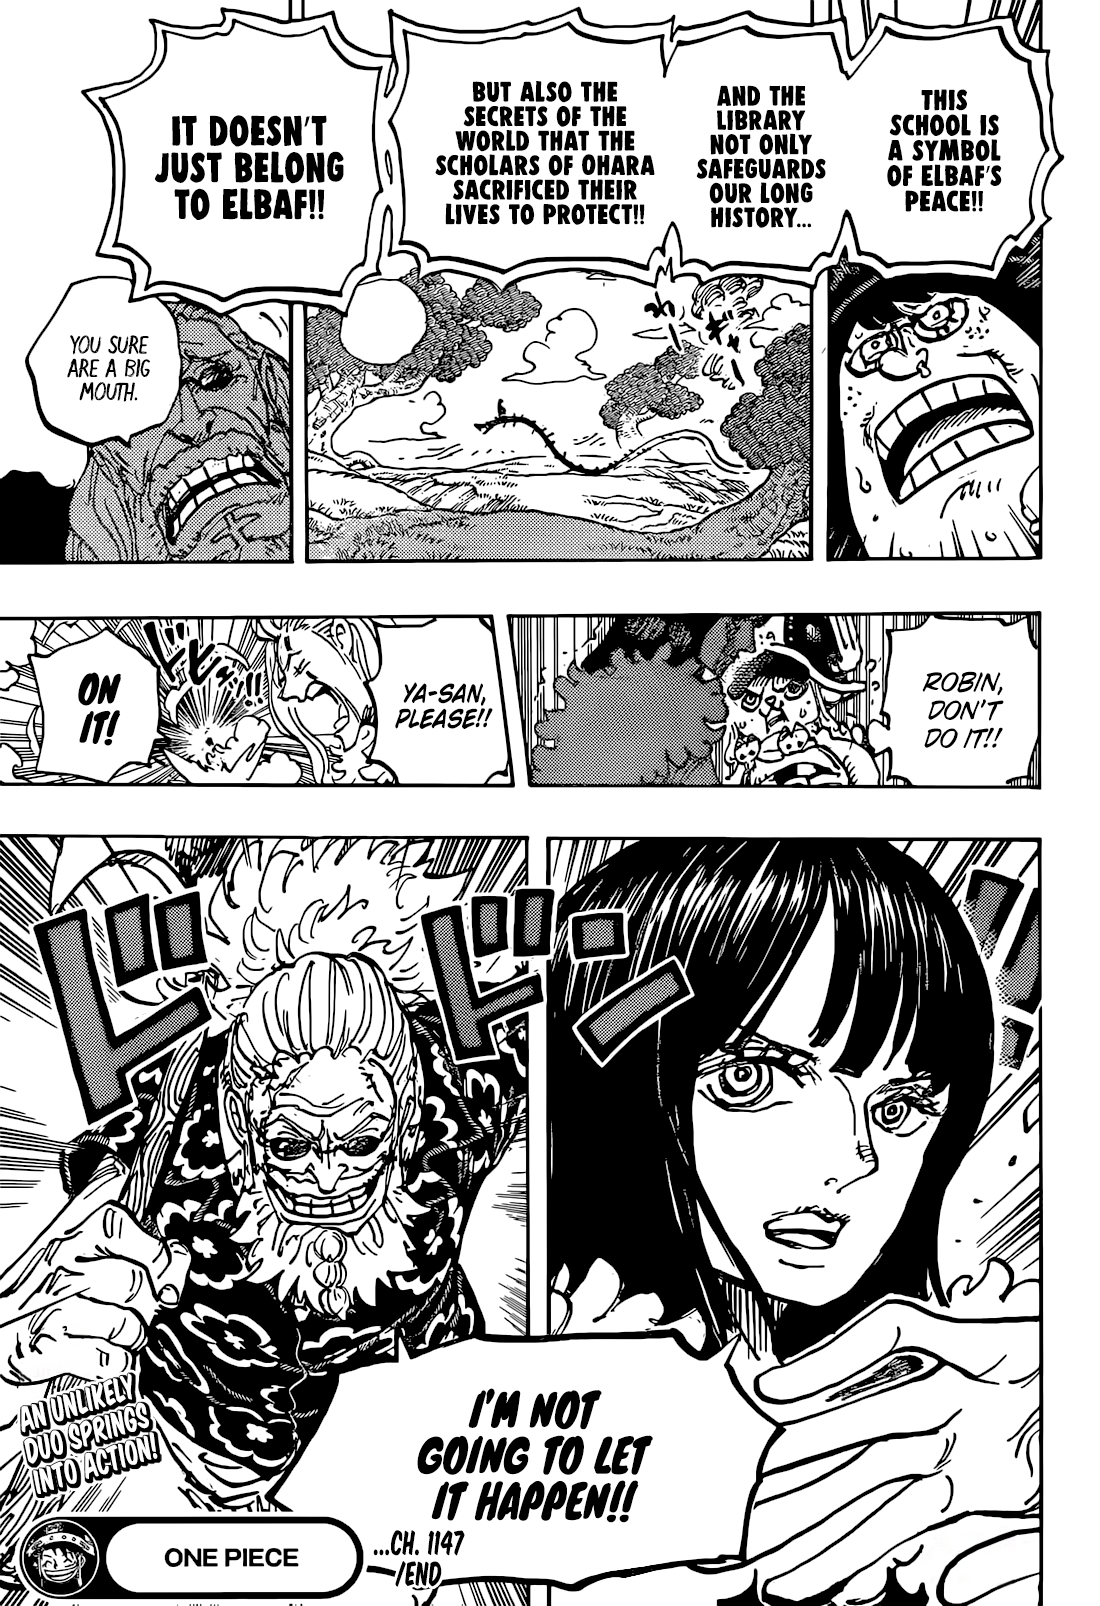 THIS
SCHOOL IS
A SYMBOL
OF ELBAF'S
PEACE!!
AND THE
LIBRARY
NOT ONLY
SAFEGUARDS
OUR LONG
HISTORY...
BUT ALSO THE
SECRETS OF THE
WORLD THAT THE
SCHOLARS OF OHARA
SACRIFICED THEIR
LIVES TO PROTECT!!
IT DOESN'T
JUST BELONG
TO ELBAF!!
YOU SURE
ARE A BIG
MOUTH.
ROBIN,
DON'T
DO IT!!
YA-SAN,
PLEASE!!
ON
IT!
ドドン
I'M NOT
GOING TO LET
IT HAPPEN!!
AN UNLIKELY
DUO SPRINGS
INTO ACTION!
ONE PIECE
...CH. 1147
/END